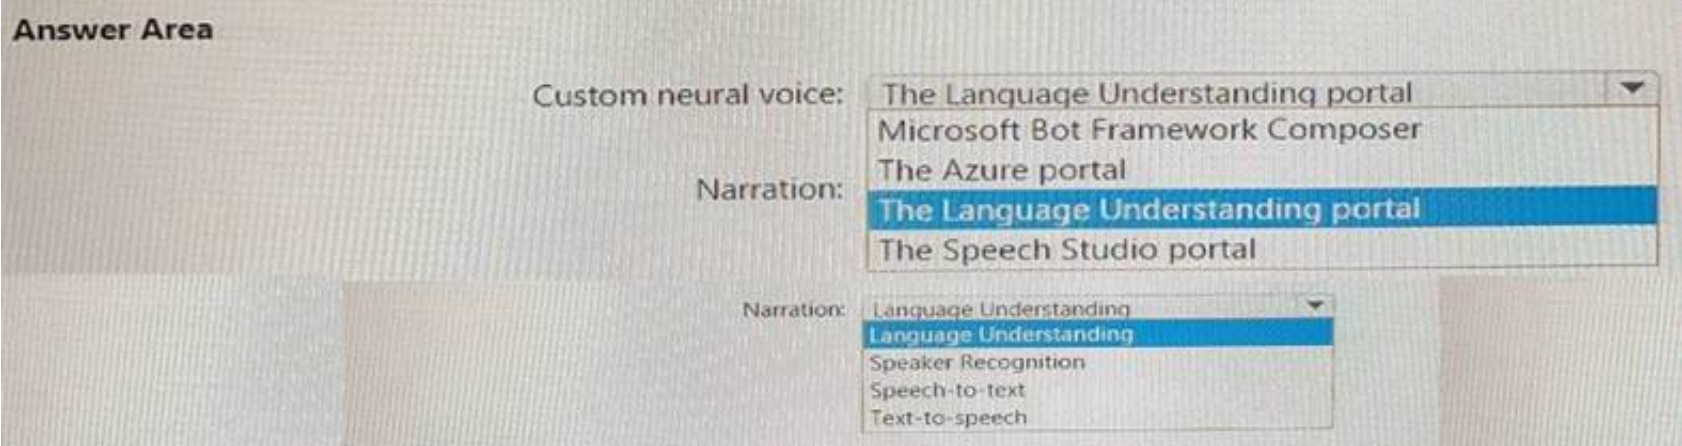 Answer Area
Custom neural voice: The Language Understanding portal
Microsoft Bot Framework Composer
The Azure portal
Narration:
The Language Understanding portal
The Speech Studio portal
Narration: Language Understanding
Language Understanding
Speaker Recognition
Speech-to-text
Text-to-speech